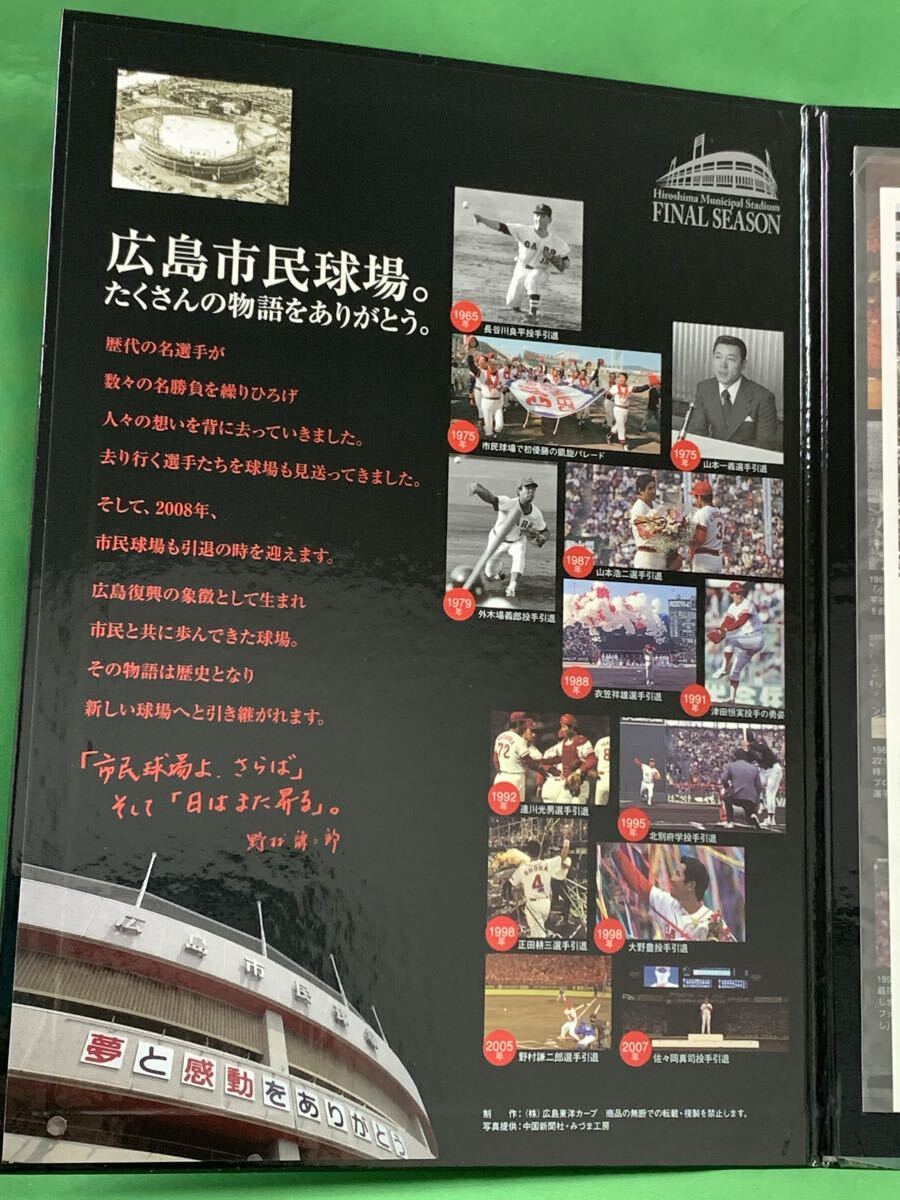 広島市民球場。
たくさんの物語をありがとう。
歴代の名選手が
数々の名勝負を繰りひろげ
人々の想いを背に去っていきました。
去り行く選手たちを球場も見送ってきました。
そして、2008年、
市民球場も引退の時を迎えます。
広島復興の象徴として生まれ
市民と共に歩んできた球場。
その物語は歴史となり
新しい球場へと引き継がれます。
「市民球場よ、さらば」
そして「日はまた昇る」。
野村謙二郎
広島市民
夢と感動をありがとう
Hiroshima Municipal Stadium
FINAL SEASON
CARP
1965年
長谷川良平投手引退
1975年
市民球場で初優勝の凱旋パレード
1975年
山本一義選手引退
1979年
外木場義郎投手引退
1987年
山本浩二選手引退
3
1988年
衣笠祥雄選手引退
1991年
津田恒実投手の勇姿
72
1992年
達川光男選手引退
はこさく
1995年
北別府学投手引退
SHODA
4
1998年
正田耕三選手引退
1998年
大野豊投手引退
2005年
野村謙二郎選手引退
2007年
佐々岡真司投手引退
制　作：（株）広島東洋カープ　商品の無断での転載・複製を禁止します。
写真提供：中国新聞社・みづま工房